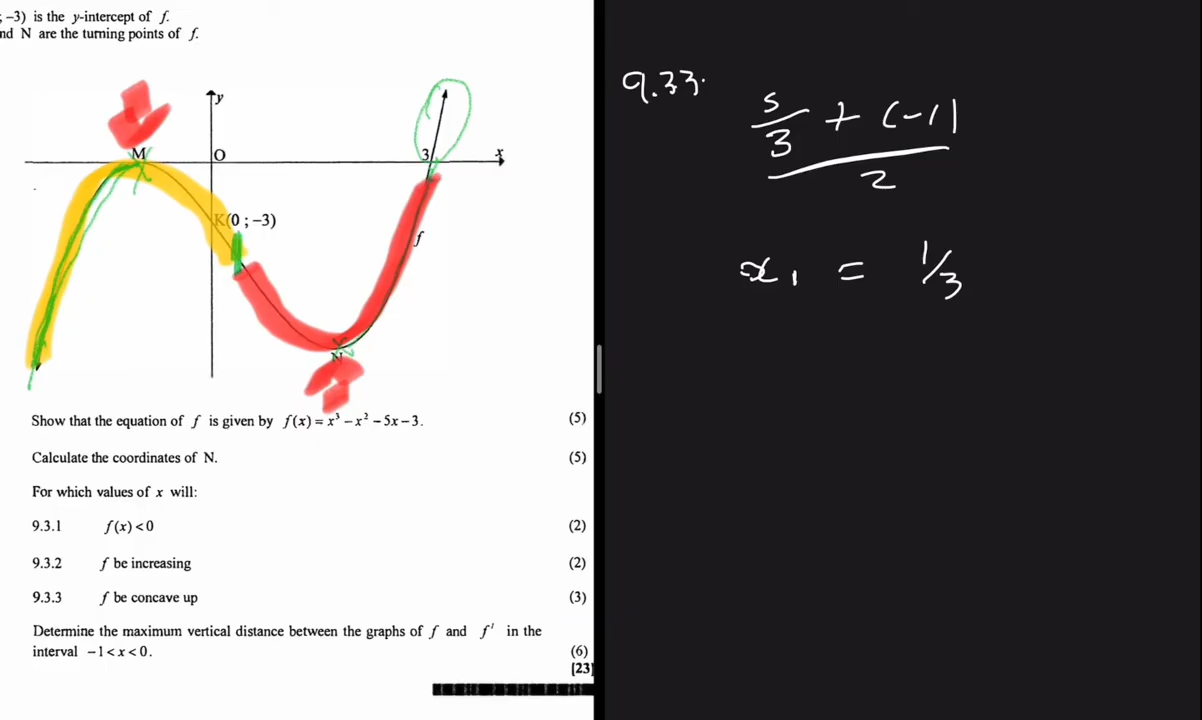 ; –3) is the y-intercept of f.
nd N are the turning points of f.
y
M
O
3
x
K(0 ; –3)
f
N
Show that the equation of f is given by f(x) = x³ – x² – 5x – 3. (5)
Calculate the coordinates of N. (5)
For which values of x will:
9.3.1 f(x) < 0 (2)
9.3.2 f be increasing (2)
9.3.3 f be concave up (3)
Determine the maximum vertical distance between the graphs of f and f′ in the
interval –1 < x < 0. (6)
[23]
9.33.
5/3 + (-1)
2
x₁ = 1/3